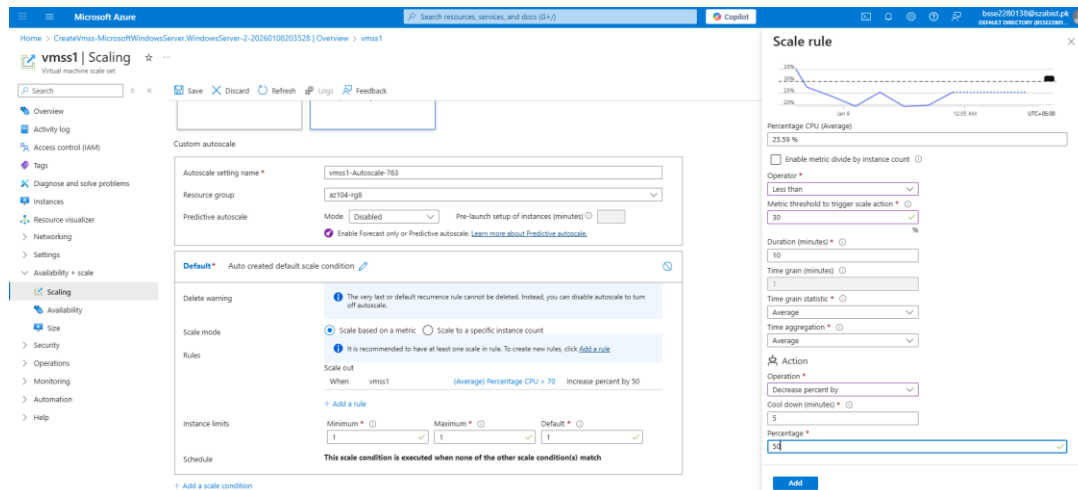 Microsoft Azure
Search resources, services, and docs (G+/)
Copilot
bsse2280138@szabist.pk
Home > CreateVmss-MicrosoftWindowsServer.WindowsServer-2-20260108203528 | Overview > vmss1
vmss1 | Scaling
Virtual machine scale set
Search
Overview
Activity log
Access control (IAM)
Tags
Diagnose and solve problems
Instances
Resource visualizer
Networking
Settings
Availability + scale
Scaling
Availability
Size
Security
Operations
Monitoring
Automation
Help
Save Discard Refresh Logs Feedback
Custom autoscale
Autoscale setting name * vmss1-Autoscale-763
Resource group az104-rg8
Predictive autoscale Mode Disabled Pre-launch setup of instances (minutes)
Enable Forecast only or Predictive autoscale. Learn more about Predictive autoscale.
Default* Auto created default scale condition
Delete warning The very last or default recurrence rule cannot be deleted. Instead, you can disable autoscale to turn
off autoscale.
Scale mode Scale based on a metric Scale to a specific instance count
Rules It is recommended to have at least one scale in rule. To create new rules, click Add a rule
Scale out
When vmss1 (Average) Percentage CPU > 70 Increase percent by 50
+ Add a rule
Instance limits Minimum * Maximum * Default *
1 1 1
Schedule This scale condition is executed when none of the other scale condition(s) match
+ Add a scale condition
Scale rule
35%
30%
25%
20%
Jan 9 12:05 AM UTC+05:00
Percentage CPU (Average)
25.59 %
Enable metric divide by instance count
Operator *
Less than
Metric threshold to trigger scale action *
30
%
Duration (minutes) *
10
Time grain (minutes)
1
Time grain statistic *
Average
Time aggregation *
Average
Action
Operation *
Decrease percent by
Cool down (minutes) *
5
Percentage *
50
Add